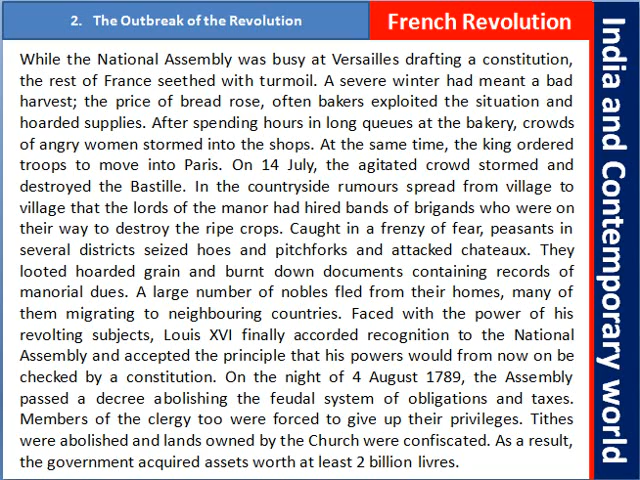 2. The Outbreak of the Revolution
French Revolution
While the National Assembly was busy at Versailles drafting a constitution,
the rest of France seethed with turmoil. A severe winter had meant a bad
harvest; the price of bread rose, often bakers exploited the situation and
hoarded supplies. After spending hours in long queues at the bakery, crowds
of angry women stormed into the shops. At the same time, the king ordered
troops to move into Paris. On 14 July, the agitated crowd stormed and
destroyed the Bastille. In the countryside rumours spread from village to
village that the lords of the manor had hired bands of brigands who were on
their way to destroy the ripe crops. Caught in a frenzy of fear, peasants in
several districts seized hoes and pitchforks and attacked chateaux. They
looted hoarded grain and burnt down documents containing records of
manorial dues. A large number of nobles fled from their homes, many of
them migrating to neighbouring countries. Faced with the power of his
revolting subjects, Louis XVI finally accorded recognition to the National
Assembly and accepted the principle that his powers would from now on be
checked by a constitution. On the night of 4 August 1789, the Assembly
passed a decree abolishing the feudal system of obligations and taxes.
Members of the clergy too were forced to give up their privileges. Tithes
were abolished and lands owned by the Church were confiscated. As a result,
the government acquired assets worth at least 2 billion livres.
India and Contemporary world